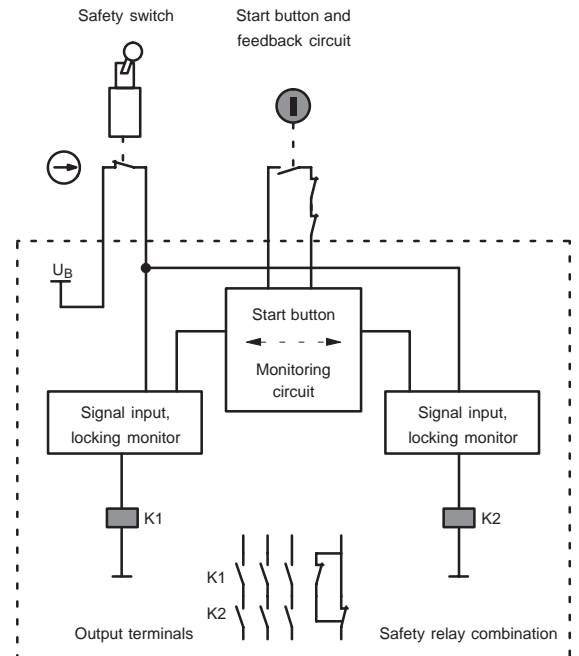 Safety switch
Start button and
feedback circuit
U_B
Start button
Monitoring
circuit
Signal input,
locking monitor
Signal input,
locking monitor
K1
K2
K1
K2
Output terminals
Safety relay combination